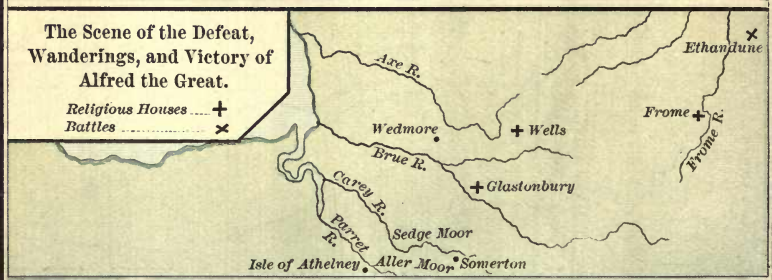 The Scene of the Defeat,
Wanderings, and Victory of
Alfred the Great.
Religious Houses .... +
Battles .................. x
Ethandune
Axe R.
Frome
Wedmore
Wells
Brue R.
Frome R.
Glastonbury
Carey R.
Parret
R.
Sedge Moor
Isle of Athelney
Aller Moor
Somerton